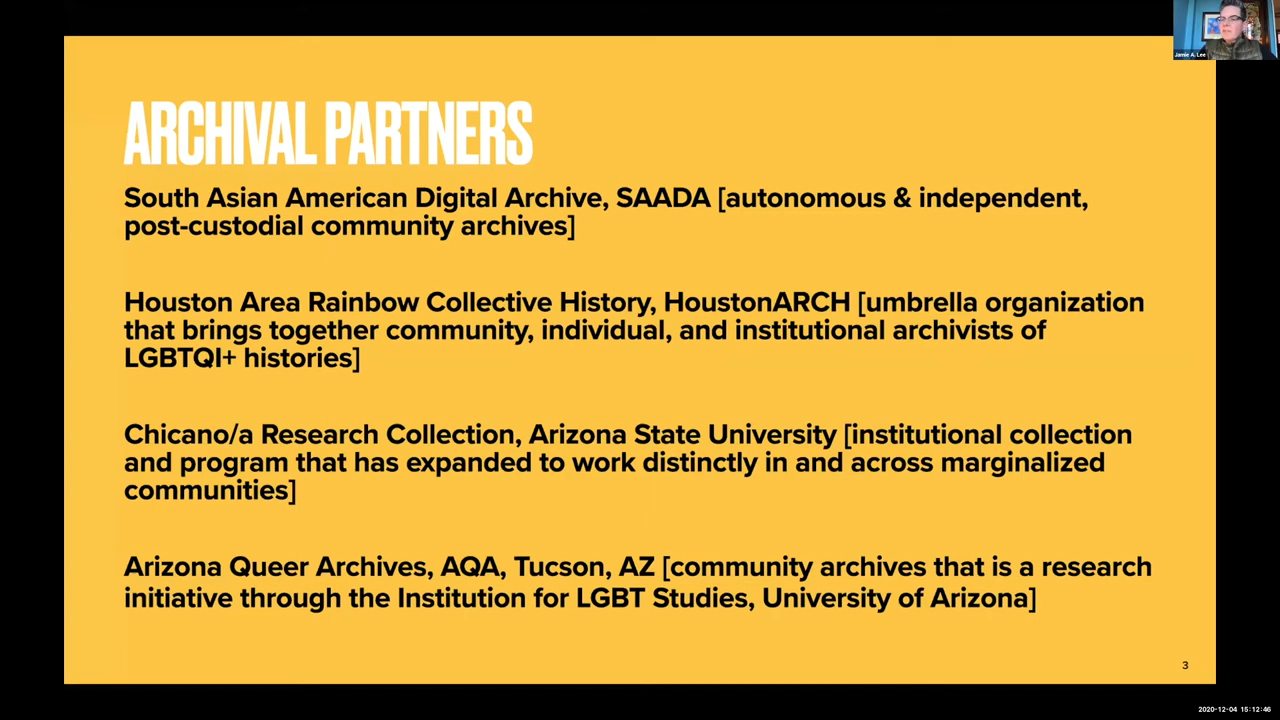 Jamie A. Lee
ARCHIVAL PARTNERS
South Asian American Digital Archive, SAADA [autonomous & independent,
post-custodial community archives]
Houston Area Rainbow Collective History, HoustonARCH [umbrella organization
that brings together community, individual, and institutional archivists of
LGBTQI+ histories]
Chicano/a Research Collection, Arizona State University [institutional collection
and program that has expanded to work distinctly in and across marginalized
communities]
Arizona Queer Archives, AQA, Tucson, AZ [community archives that is a research
initiative through the Institution for LGBT Studies, University of Arizona]
3
2020-12-04 15:12:46